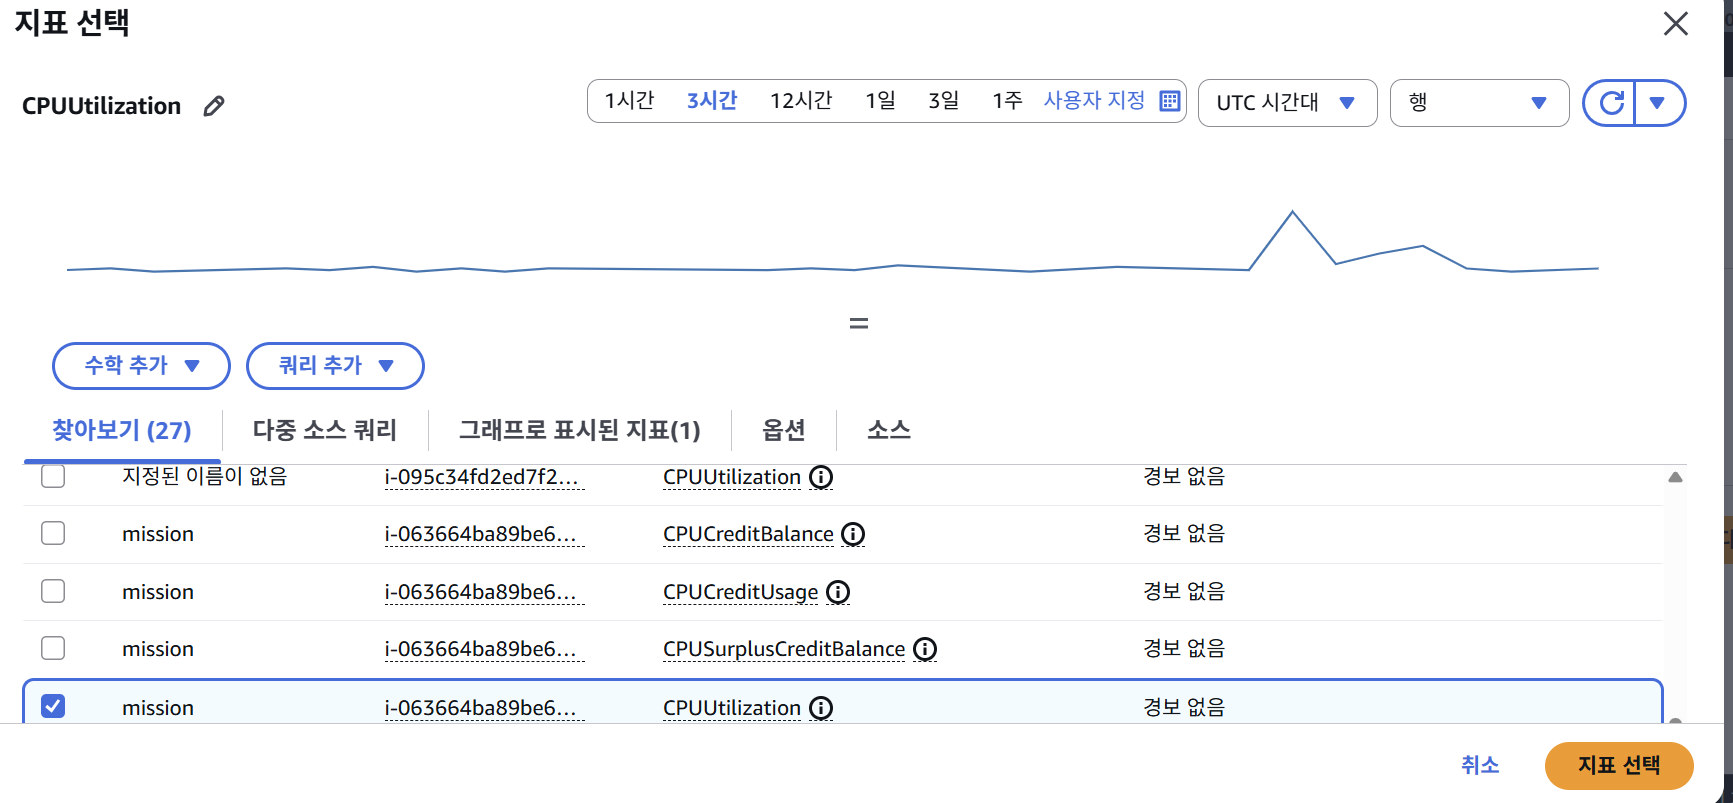 지표 선택
CPUUtilization
1시간 3시간 12시간 1일 3일 1주 사용자 지정 UTC 시간대 행
수학 추가 쿼리 추가
찾아보기 (27) 다중 소스 쿼리 그래프로 표시된 지표(1) 옵션 소스
지정된 이름이 없음 i-095c34fd2ed7f2... CPUUtilization 경보 없음
mission i-063664ba89be6... CPUCreditBalance 경보 없음
mission i-063664ba89be6... CPUCreditUsage 경보 없음
mission i-063664ba89be6... CPUSurplusCreditBalance 경보 없음
mission i-063664ba89be6... CPUUtilization 경보 없음
취소 지표 선택